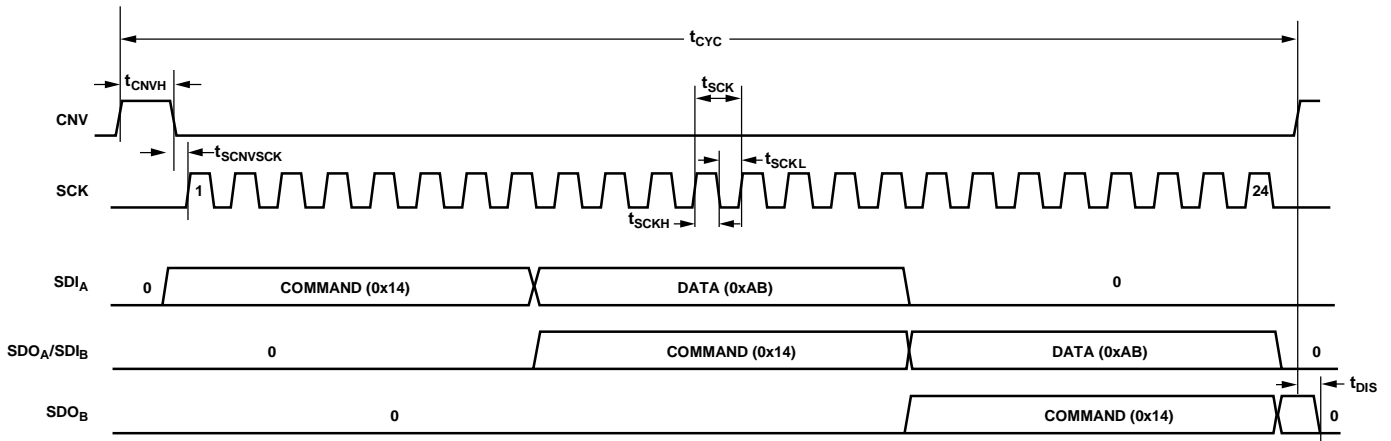 tCYC
tCNVH
tSCK
CNV
tSCNVSCK
tSCKL
SCK
1
24
tSCKH
SDIA
0
COMMAND (0x14)
DATA (0xAB)
0
SDOA/SDIB
0
COMMAND (0x14)
DATA (0xAB)
0
tDIS
SDOB
0
COMMAND (0x14)
0